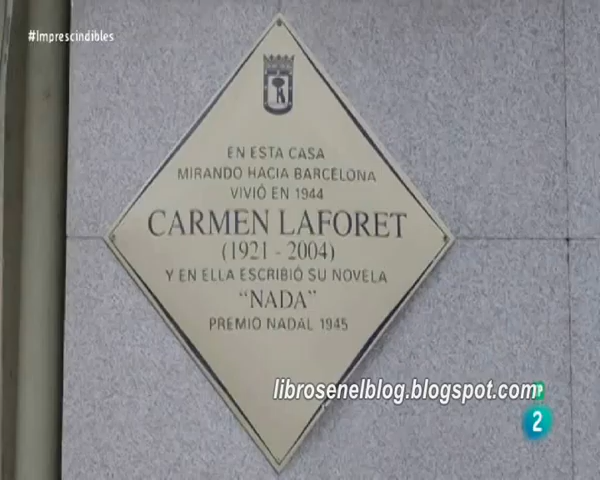 #Imprescindibles
EN ESTA CASA
MIRANDO HACIA BARCELONA
VIVIÓ EN 1944
CARMEN LAFORET
(1921 - 2004)
Y EN ELLA ESCRIBIÓ SU NOVELA
"NADA"
PREMIO NADAL 1945
librosenelblog.blogspot.com
2